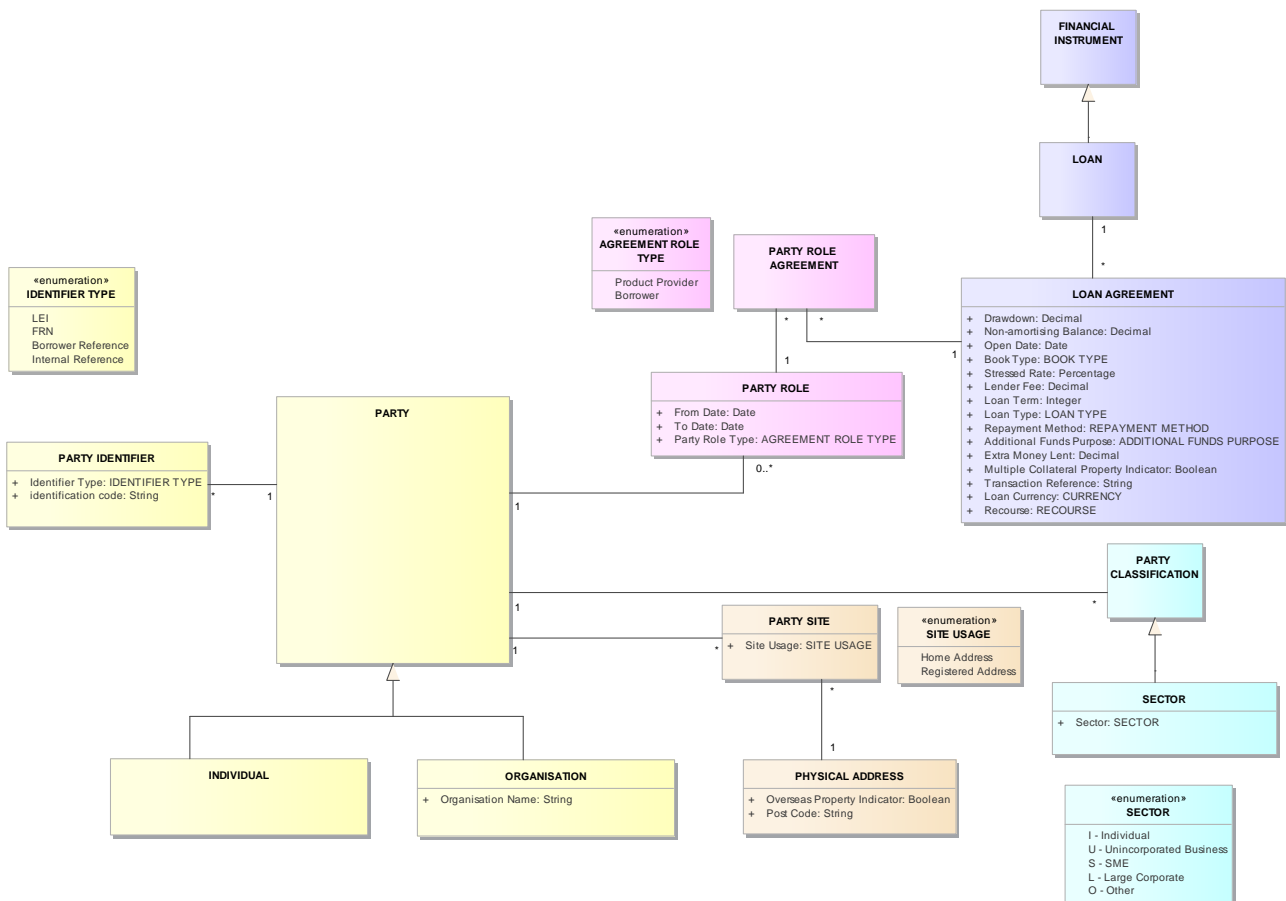 FINANCIAL
INSTRUMENT
LOAN
1
*
«enumeration»
AGREEMENT ROLE
TYPE
Product Provider
Borrower
PARTY ROLE
AGREEMENT
*
*
1
1
LOAN AGREEMENT
+ Drawdown: Decimal
+ Non-amortising Balance: Decimal
+ Open Date: Date
+ Book Type: BOOK TYPE
+ Stressed Rate: Percentage
+ Lender Fee: Decimal
+ Loan Term: Integer
+ Loan Type: LOAN TYPE
+ Repayment Method: REPAYMENT METHOD
+ Additional Funds Purpose: ADDITIONAL FUNDS PURPOSE
+ Extra Money Lent: Decimal
+ Multiple Collateral Property Indicator: Boolean
+ Transaction Reference: String
+ Loan Currency: CURRENCY
+ Recourse: RECOURSE
«enumeration»
IDENTIFIER TYPE
LEI
FRN
Borrower Reference
Internal Reference
PARTY ROLE
+ From Date: Date
+ To Date: Date
+ Party Role Type: AGREEMENT ROLE TYPE
0..*
1
PARTY
PARTY IDENTIFIER
+ Identifier Type: IDENTIFIER TYPE
+ identification code: String
*
1
PARTY
CLASSIFICATION
1
*
PARTY SITE
+ Site Usage: SITE USAGE
1
*
*
1
«enumeration»
SITE USAGE
Home Address
Registered Address
SECTOR
+ Sector: SECTOR
INDIVIDUAL
ORGANISATION
+ Organisation Name: String
PHYSICAL ADDRESS
+ Overseas Property Indicator: Boolean
+ Post Code: String
«enumeration»
SECTOR
I - Individual
U - Unincorporated Business
S - SME
L - Large Corporate
O - Other